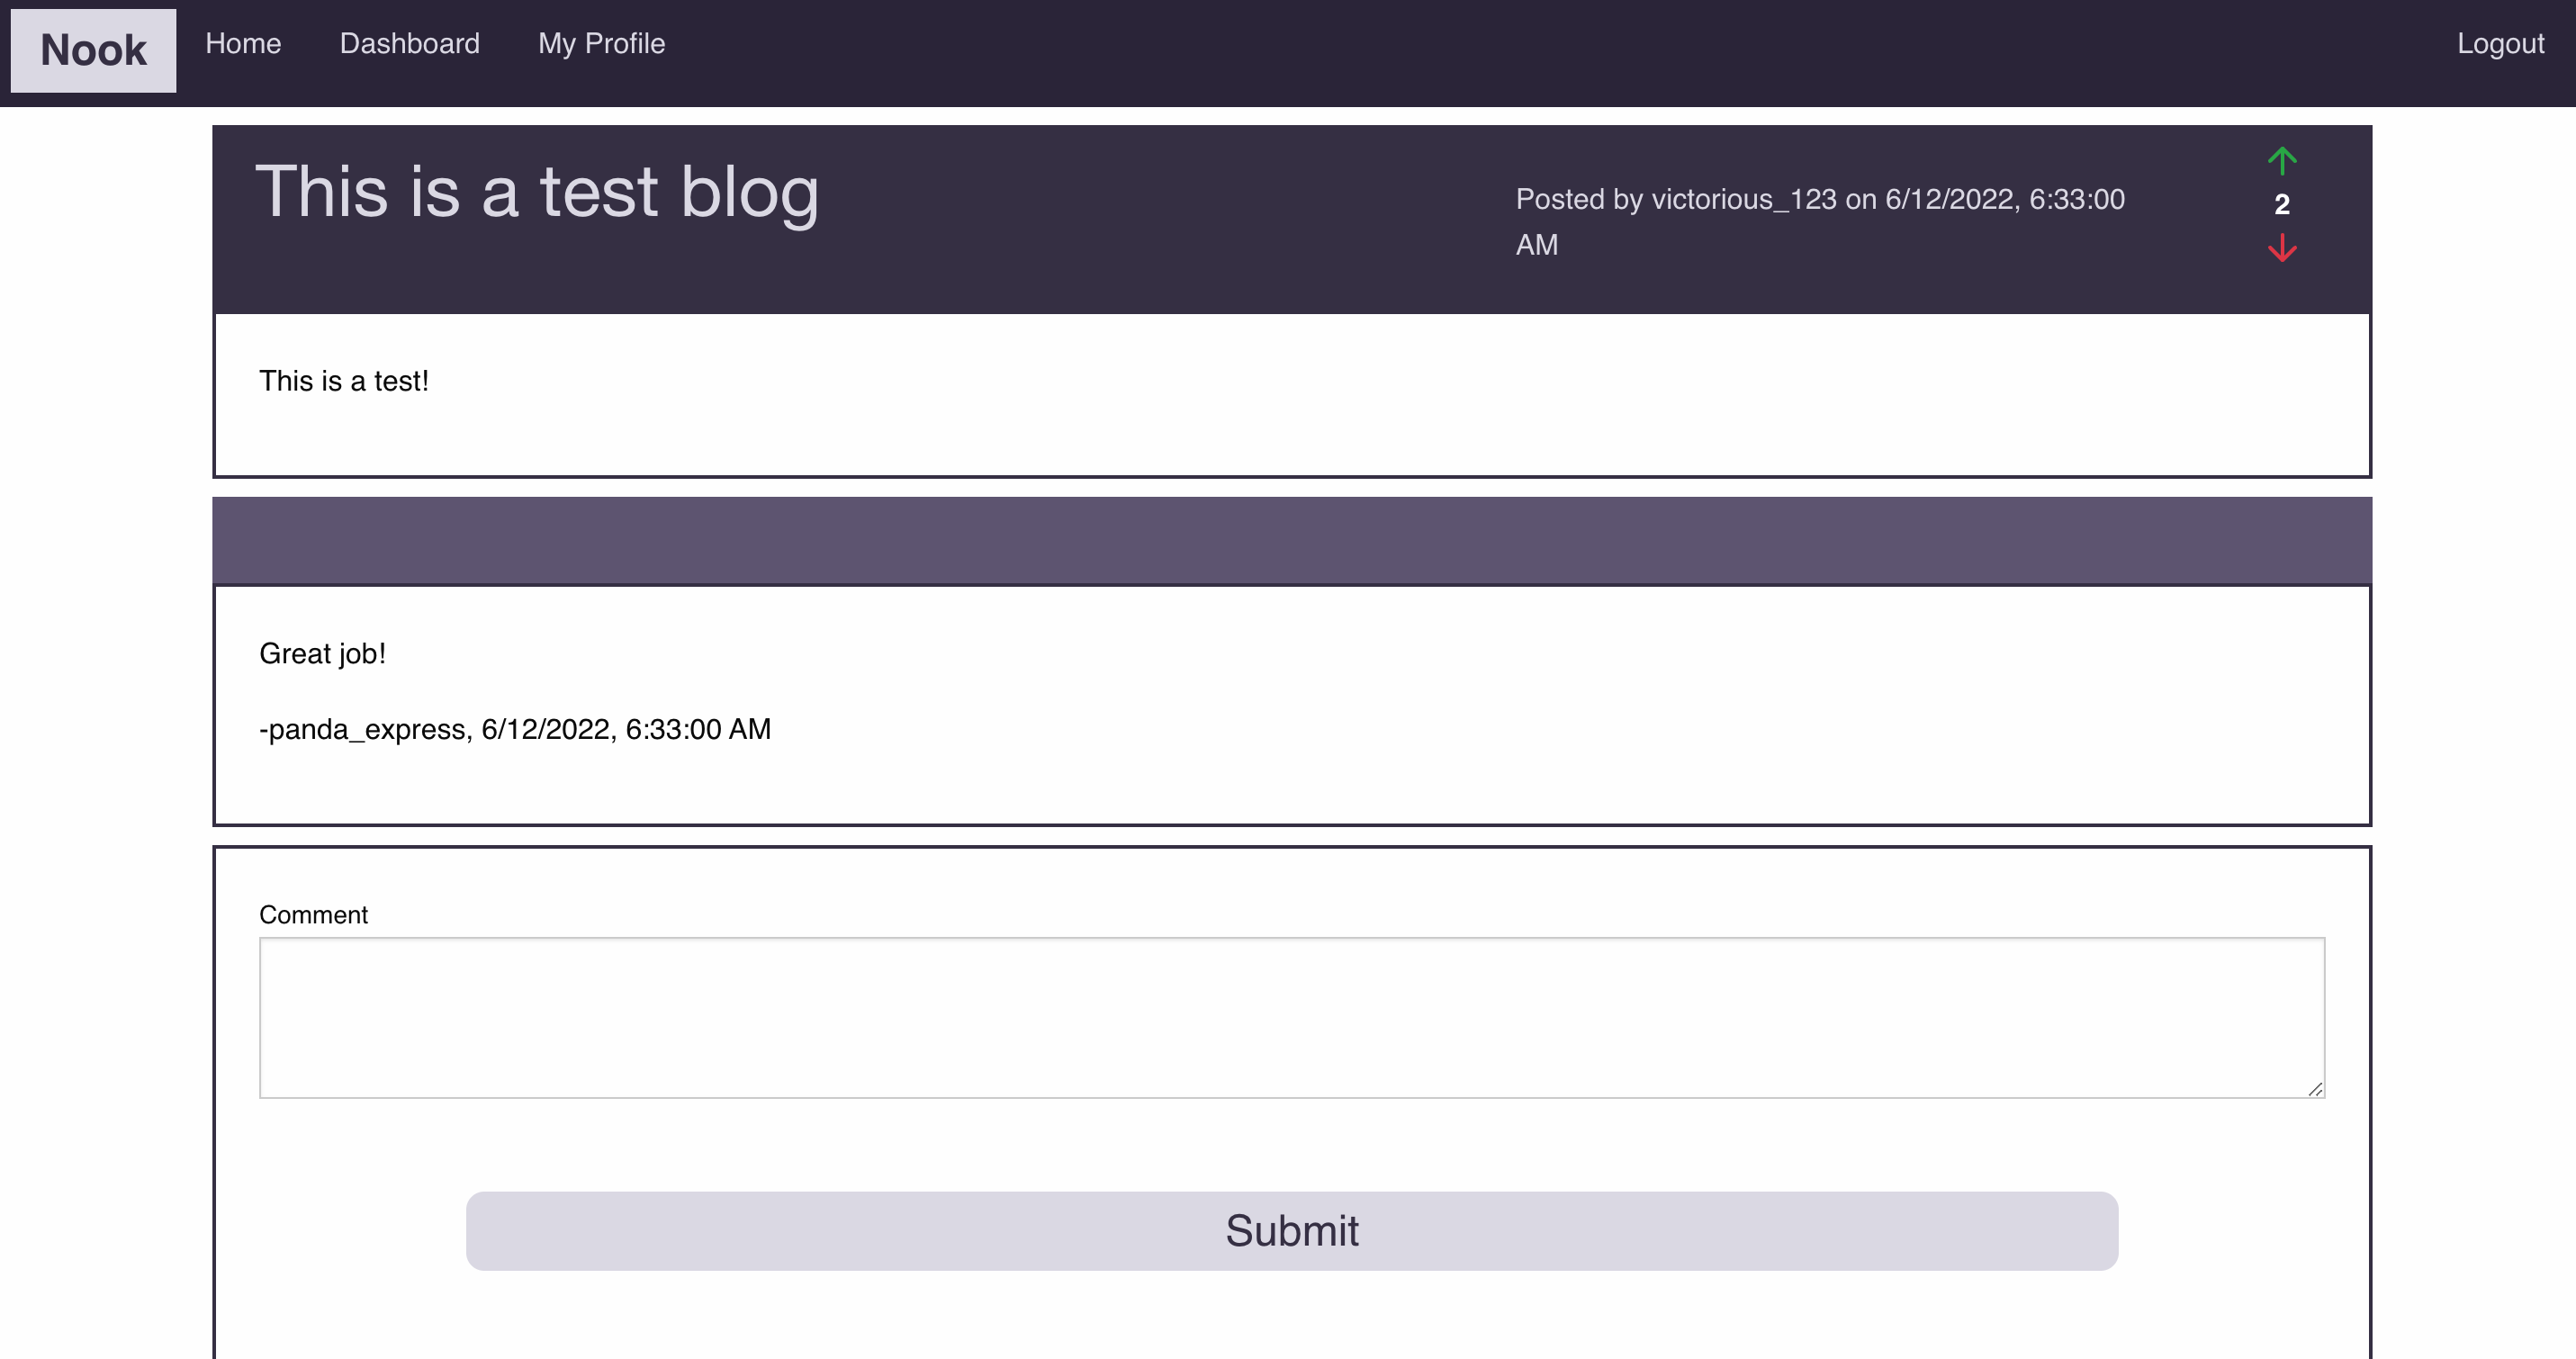 Nook
Home
Dashboard
My Profile
Logout
This is a test blog
Posted by victorious_123 on 6/12/2022, 6:33:00
AM
2
This is a test!
Great job!
-panda_express, 6/12/2022, 6:33:00 AM
Comment
Submit